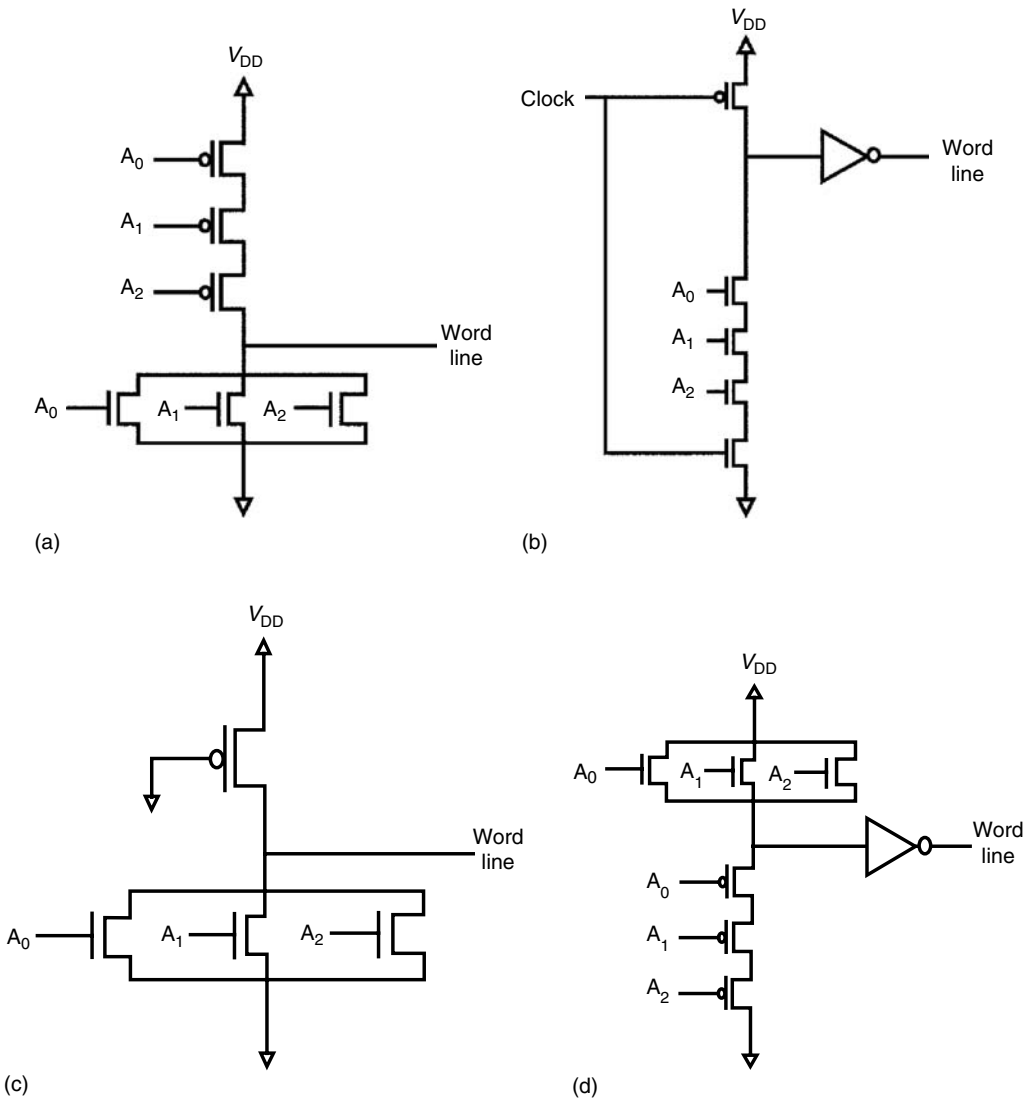 V_DD
A_0
A_1
A_2
Word
line
A_0 A_1 A_2
(a)
V_DD
Clock
Word
line
A_0
A_1
A_2
(b)
V_DD
Word
line
A_0 A_1 A_2
(c)
V_DD
A_0 A_1 A_2
Word
line
A_0
A_1
A_2
(d)